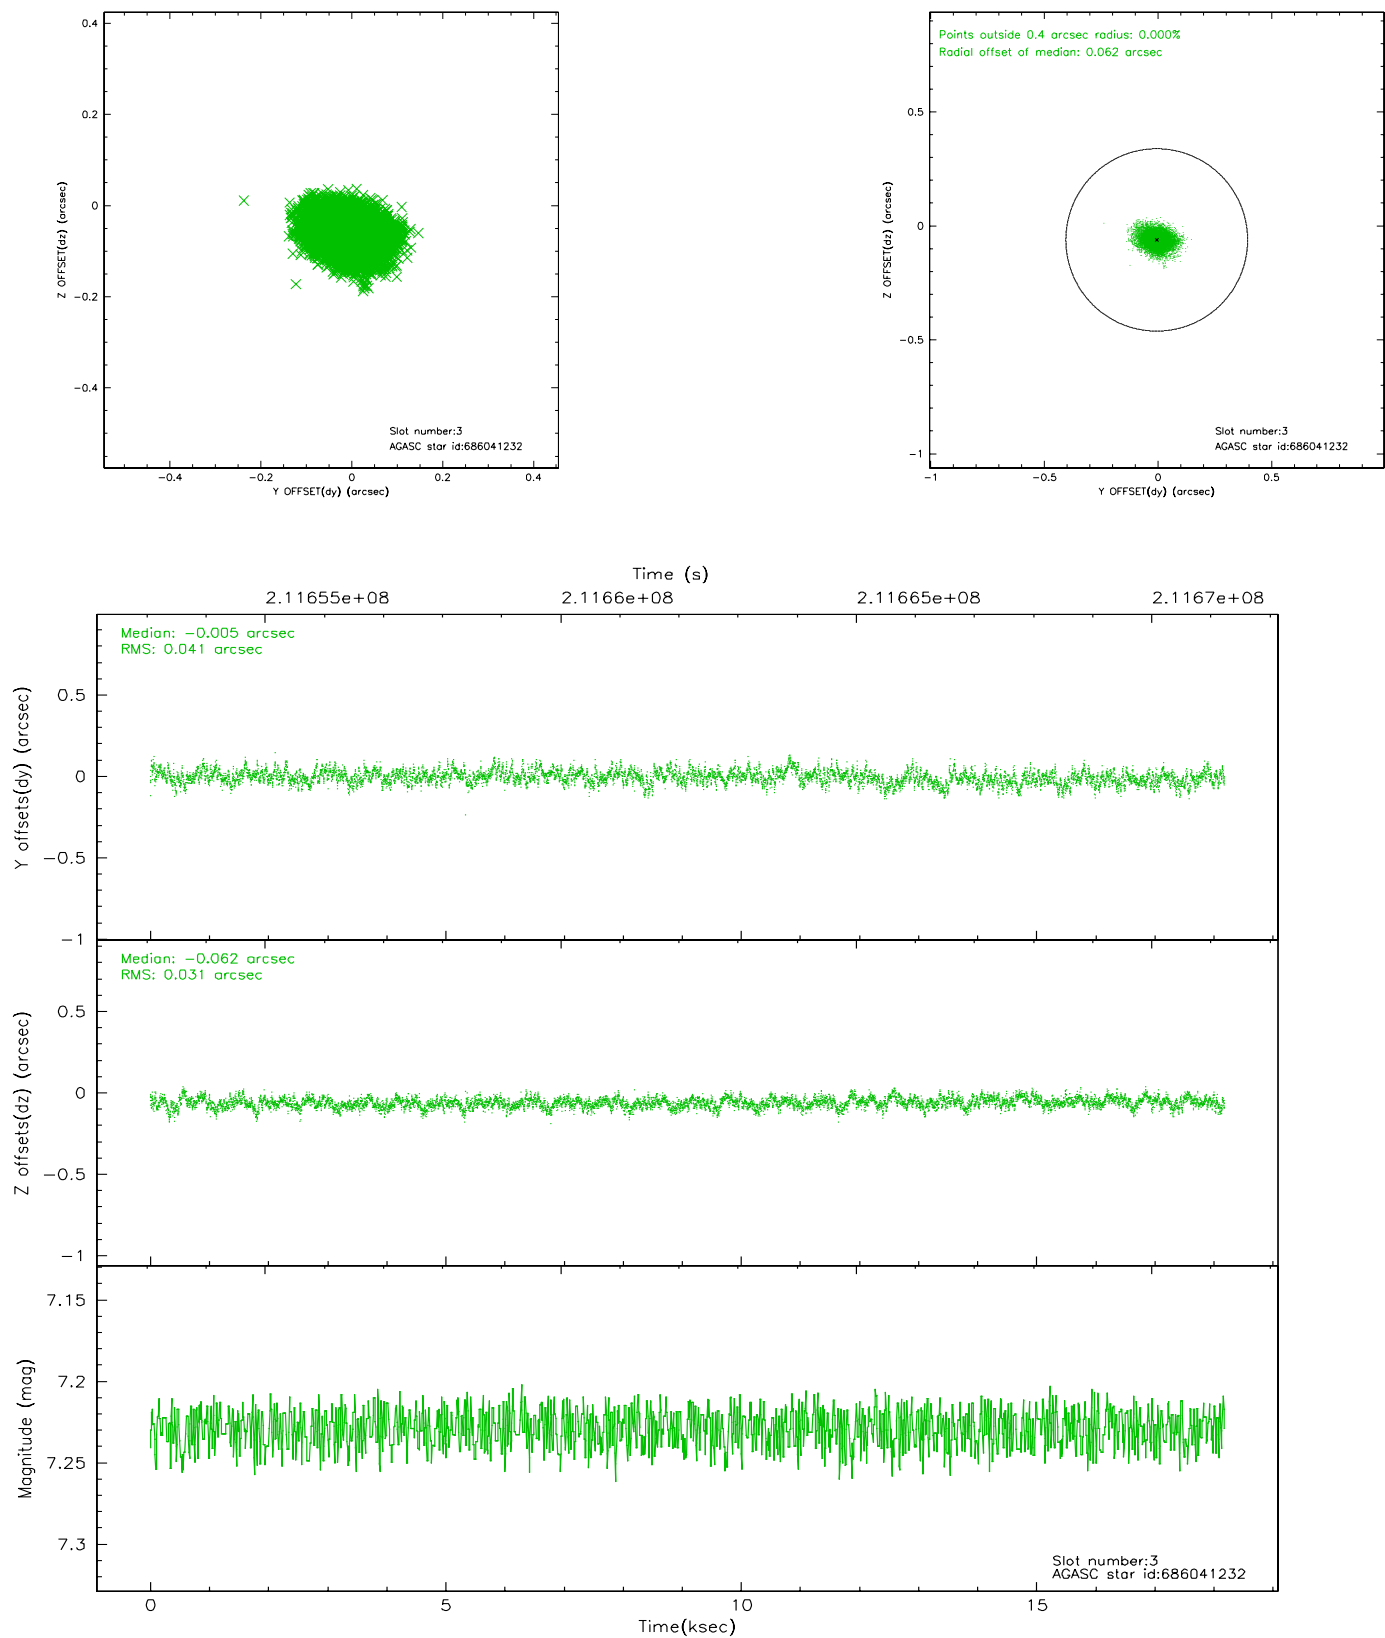 0.4
0.2
0
-0.2
-0.4
Z OFFSET(dz) (arcsec)
Slot number:3
AGASC star id:686041232
-0.4 -0.2 0 0.2 0.4
Y OFFSET(dy) (arcsec)
Points outside 0.4 arcsec radius: 0.000%
Radial offset of median: 0.062 arcsec
0.5
0
-0.5
-1
Z OFFSET(dz) (arcsec)
Slot number:3
AGASC star id:686041232
-1 -0.5 0 0.5
Y OFFSET(dy) (arcsec)
Time (s)
2.11655e+08 2.1166e+08 2.11665e+08 2.1167e+08
Median: -0.005 arcsec
RMS: 0.041 arcsec
0.5
0
-0.5
-1
Y offsets(dy) (arcsec)
Median: -0.062 arcsec
RMS: 0.031 arcsec
0.5
0
-0.5
-1
Z offsets(dz) (arcsec)
7.15
7.2
7.25
7.3
Magnitude (mag)
Slot number:3
AGASC star id:686041232
0 5 10 15
Time(ksec)